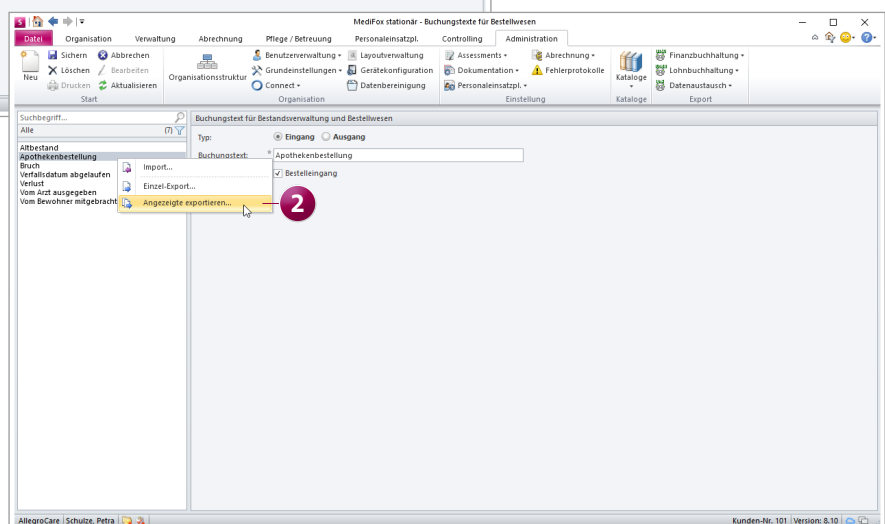 MediFox stationär - Buchungstexte für Bestellwesen
Datei Organisation Verwaltung Abrechnung Pflege / Betreuung Personaleinsatzpl. Controlling Administration
Neu
Sichern
Löschen
Drucken
Abbrechen
Bearbeiten
Aktualisieren
Start
Organisationsstruktur
Benutzerverwaltung
Grundeinstellungen
Connect
Layoutverwaltung
Gerätekonfiguration
Datenbereinigung
Organisation
Assessments
Dokumentation
Personaleinsatzpl.
Abrechnung
Fehlerprotokolle
Einstellung
Kataloge
Kataloge
Finanzbuchhaltung
Lohnbuchhaltung
Datenaustausch
Export
Suchbegriff...
Alle (7)
Altbestand
Apothekenbestellung
Bruch
Verfallsdatum abgelaufen
Verlust
Vom Arzt ausgegeben
Vom Bewohner mitgebracht
Import...
Einzel-Export...
Angezeigte exportieren...
2
Buchungstext für Bestandsverwaltung und Bestellwesen
Typ: Eingang Ausgang
Buchungstext: * Apothekenbestellung
Bestelleingang
AllegroCare Schulze, Petra Kunden-Nr. 101 Version: 8.10